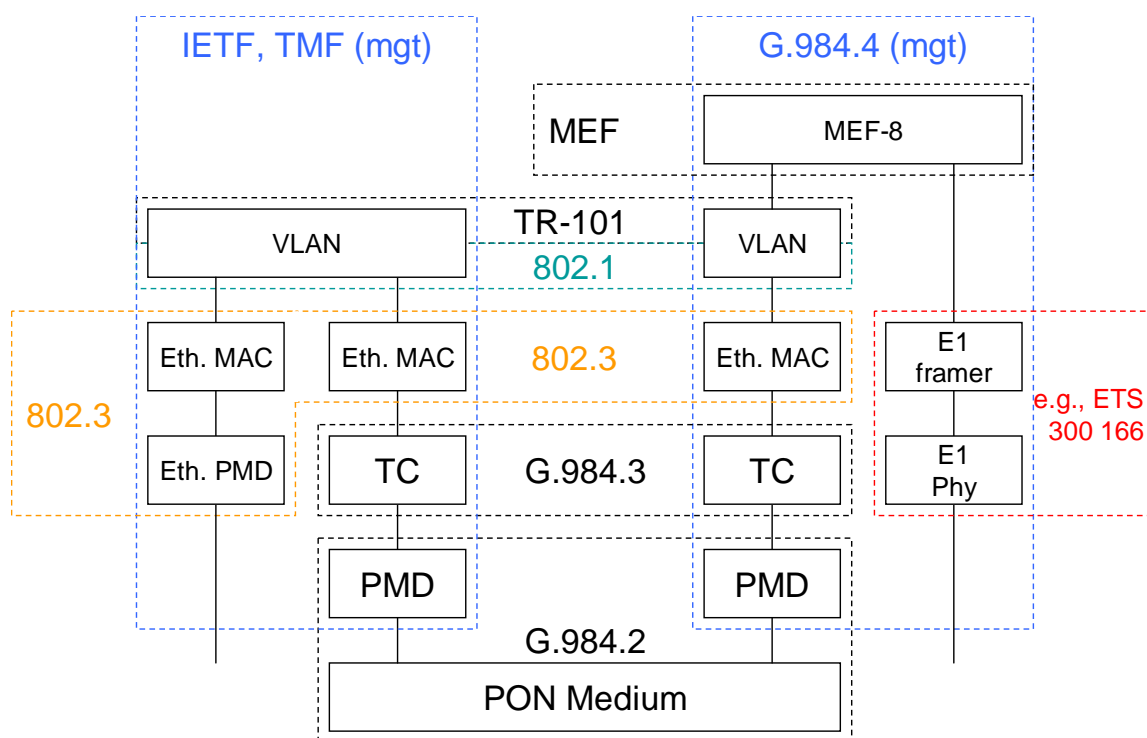 IETF, TMF (mgt)
G.984.4 (mgt)
MEF
MEF-8
VLAN
TR-101
802.1
VLAN
Eth. MAC
Eth. MAC
802.3
Eth. MAC
E1
framer
802.3
e.g., ETS
300 166
Eth. PMD
TC
G.984.3
TC
E1
Phy
PMD
PMD
G.984.2
PON Medium